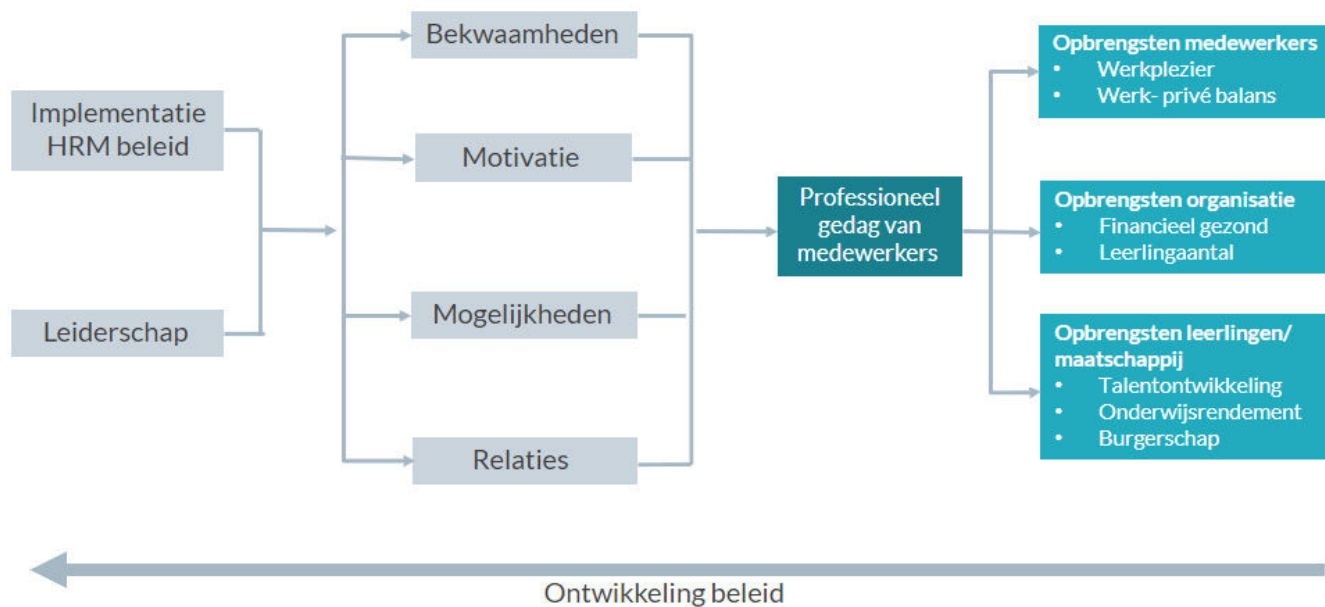 Implementatie
HRM beleid
Leiderschap
Bekwaamheden
Motivatie
Mogelijkheden
Relaties
Professioneel
gedag van
medewerkers
Opbrengsten medewerkers
• Werkplezier
• Werk- privé balans
Opbrengsten organisatie
• Financieel gezond
• Leerlingaantal
Opbrengsten leerlingen/
maatschappij
• Talentontwikkeling
• Onderwijsrendement
• Burgerschap
Ontwikkeling beleid